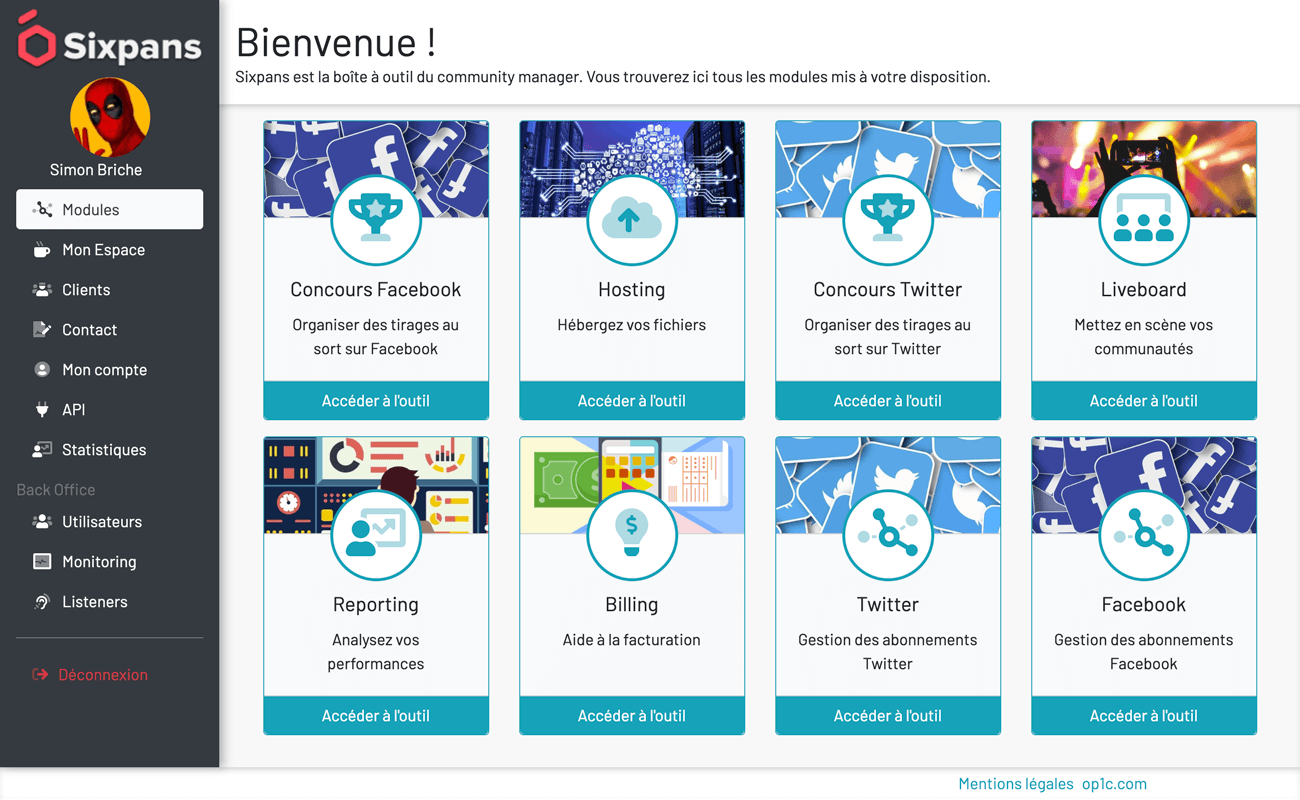 Sixpans
Simon Briche
Modules
Mon Espace
Clients
Contact
Mon compte
API
Statistiques
Back Office
Utilisateurs
Monitoring
Listeners
Déconnexion
Bienvenue !
Sixpans est la boîte à outil du community manager. Vous trouverez ici tous les modules mis à votre disposition.
Concours Facebook
Organiser des tirages au
sort sur Facebook
Accéder à l'outil
Hosting
Hébergez vos fichiers
Accéder à l'outil
Concours Twitter
Organiser des tirages au
sort sur Twitter
Accéder à l'outil
Liveboard
Mettez en scène vos
communautés
Accéder à l'outil
Reporting
Analysez vos
performances
Accéder à l'outil
Billing
Aide à la facturation
Accéder à l'outil
Twitter
Gestion des abonnements
Twitter
Accéder à l'outil
Facebook
Gestion des abonnements
Facebook
Accéder à l'outil
Mentions légales op1c.com